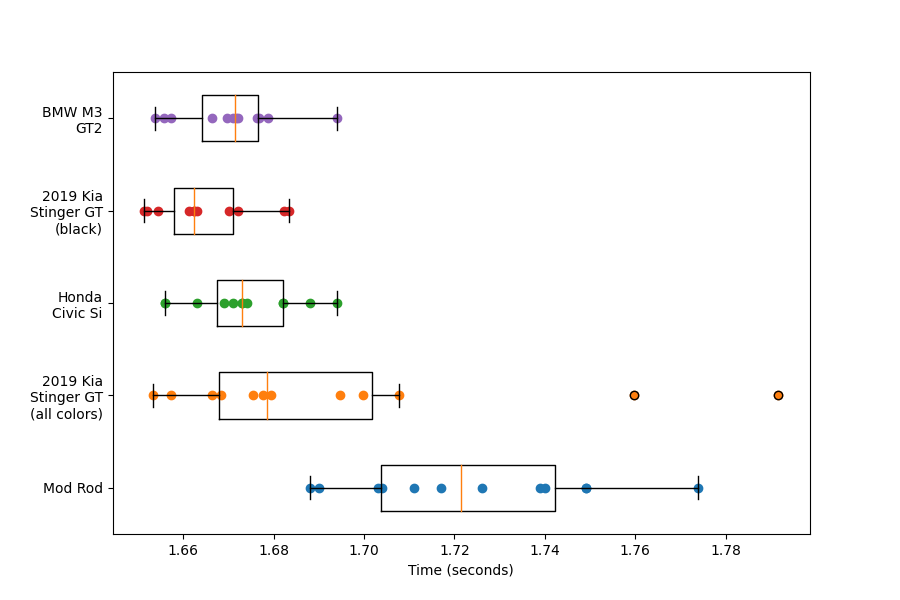 BMW M3
GT2
2019 Kia
Stinger GT
(black)
Honda
Civic Si
2019 Kia
Stinger GT
(all colors)
Mod Rod
1.66 1.68 1.70 1.72 1.74 1.76 1.78
Time (seconds)